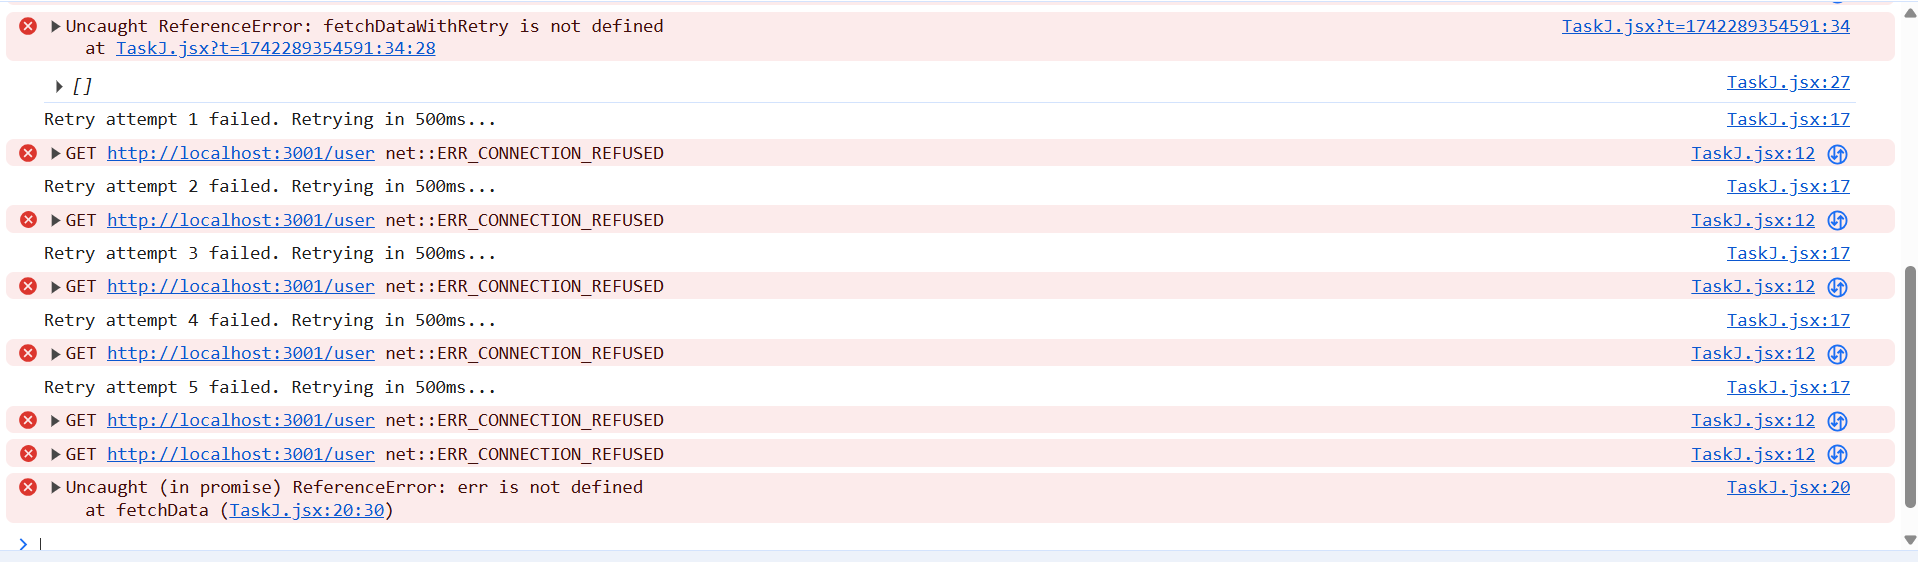 Uncaught ReferenceError: fetchDataWithRetry is not defined TaskJ.jsx?t=1742289354591:34
at TaskJ.jsx?t=1742289354591:34:28
[] TaskJ.jsx:27
Retry attempt 1 failed. Retrying in 500ms... TaskJ.jsx:17
GET http://localhost:3001/user net::ERR_CONNECTION_REFUSED TaskJ.jsx:12
Retry attempt 2 failed. Retrying in 500ms... TaskJ.jsx:17
GET http://localhost:3001/user net::ERR_CONNECTION_REFUSED TaskJ.jsx:12
Retry attempt 3 failed. Retrying in 500ms... TaskJ.jsx:17
GET http://localhost:3001/user net::ERR_CONNECTION_REFUSED TaskJ.jsx:12
Retry attempt 4 failed. Retrying in 500ms... TaskJ.jsx:17
GET http://localhost:3001/user net::ERR_CONNECTION_REFUSED TaskJ.jsx:12
Retry attempt 5 failed. Retrying in 500ms... TaskJ.jsx:17
GET http://localhost:3001/user net::ERR_CONNECTION_REFUSED TaskJ.jsx:12
GET http://localhost:3001/user net::ERR_CONNECTION_REFUSED TaskJ.jsx:12
Uncaught (in promise) ReferenceError: err is not defined TaskJ.jsx:20
at fetchData (TaskJ.jsx:20:30)